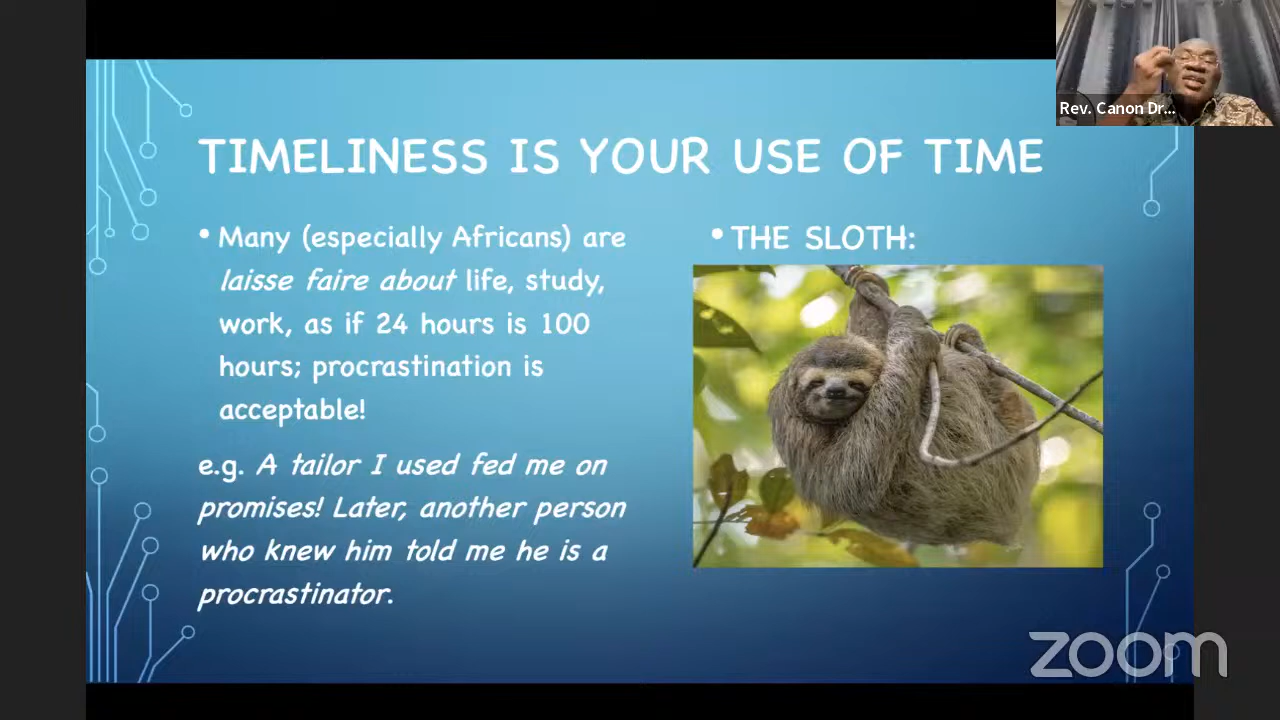 TIMELINESS IS YOUR USE OF TIME
• Many (especially Africans) are
laisse faire about life, study,
work, as if 24 hours is 100
hours; procrastination is
acceptable!
e.g. A tailor I used fed me on
promises! Later, another person
who knew him told me he is a
procrastinator.
• THE SLOTH:
Rev. Canon Dr...
zoom